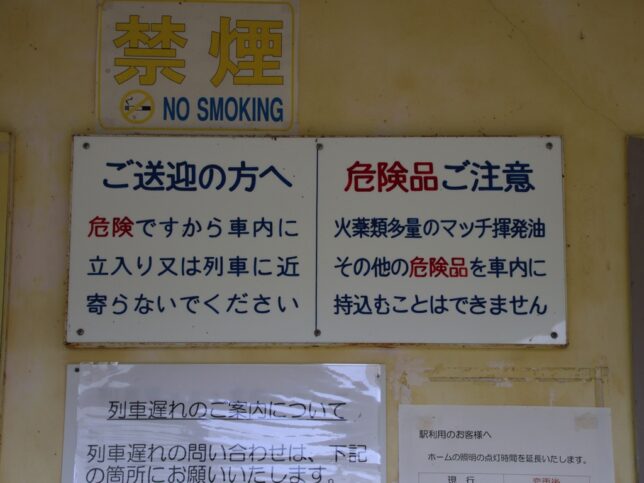 禁煙
NO SMOKING
ご送迎の方へ
危険ですから車内に
立入り又は列車に近
寄らないでください
危険品ご注意
火薬類多量のマッチ揮発油
その他の危険品を車内に
持込むことはできません
列車遅れのご案内について
列車遅れの問い合わせは、下記
の箇所にお願いいたします。
駅利用のお客様へ
ホームの照明の点灯時間を延長いたします。
現 行
変更後